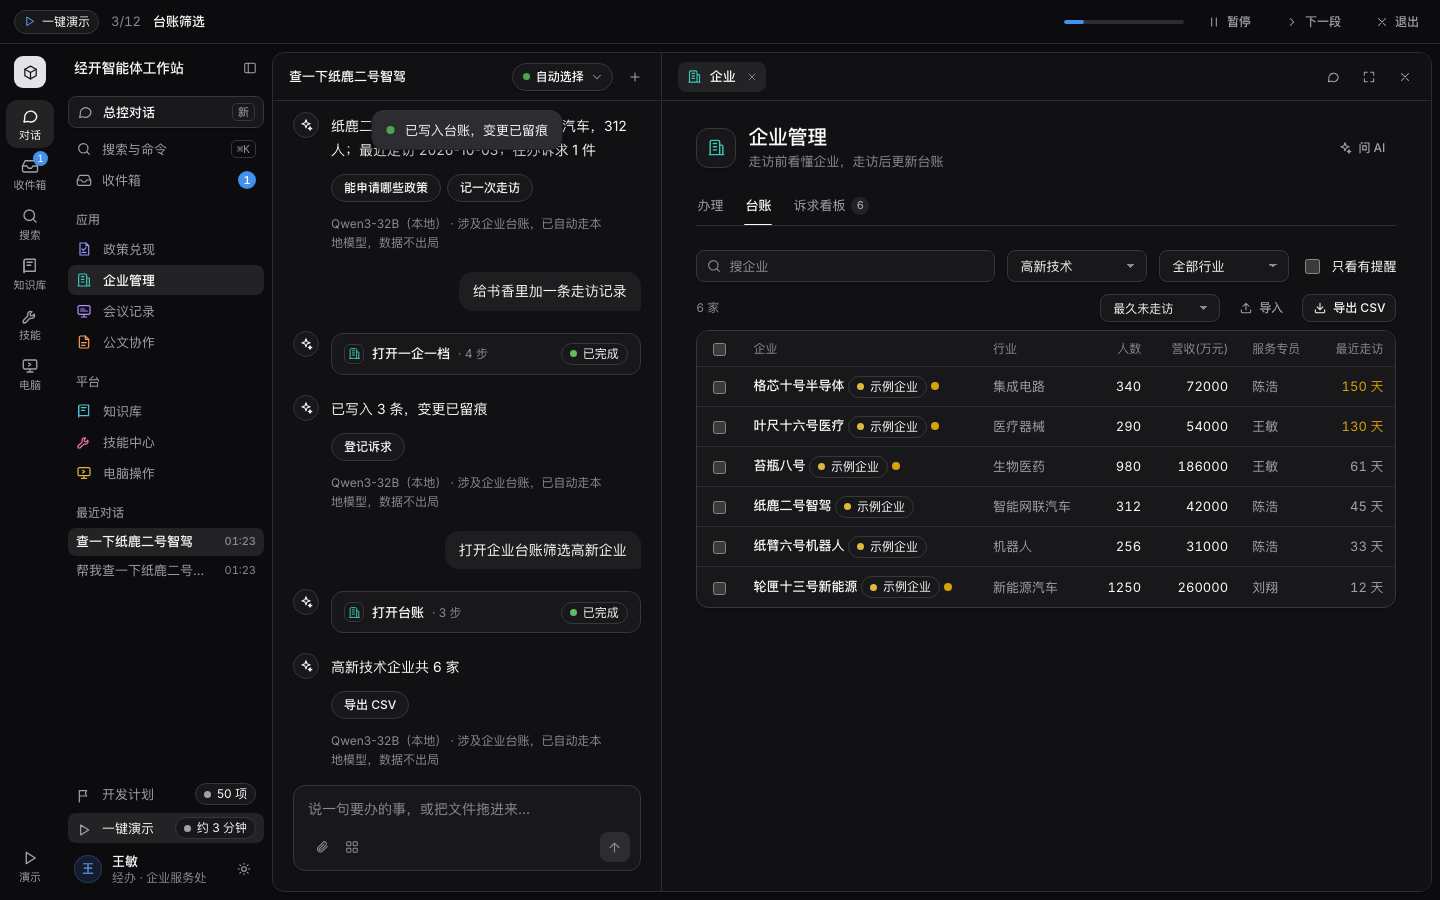 一键演示
3/12
台账筛选
暂停
下一段
退出
对话
1
收件箱
搜索
知识库
技能
电脑
演示
经开智能体工作站
总控对话
新
搜索与命令
⌘K
收件箱
1
应用
政策兑现
企业管理
会议记录
公文协作
平台
知识库
技能中心
电脑操作
最近对话
查一下纸鹿二号智驾
01:23
帮我查一下纸鹿二号...
01:23
开发计划
50 项
一键演示
约 3 分钟
王
王敏
经办 · 企业服务处
查一下纸鹿二号智驾
自动选择
已写入台账，变更已留痕
纸鹿二
汽车，312
人；最近走访 2026-10-03；在办诉求 1 件
能申请哪些政策
记一次走访
Qwen3-32B（本地） · 涉及企业台账，已自动走本
地模型，数据不出局
给书香里加一条走访记录
打开一企一档 · 4 步
已完成
已写入 3 条，变更已留痕
登记诉求
Qwen3-32B（本地） · 涉及企业台账，已自动走本
地模型，数据不出局
打开企业台账筛选高新企业
打开台账 · 3 步
已完成
高新技术企业共 6 家
导出 CSV
Qwen3-32B（本地） · 涉及企业台账，已自动走本
地模型，数据不出局
说一句要办的事，或把文件拖进来...
企业
企业管理
走访前看懂企业，走访后更新台账
问 AI
办理
台账
诉求看板
6
搜企业
高新技术
全部行业
只看有提醒
6 家
最久未走访
导入
导出 CSV
企业 行业 人数 营收(万元) 服务专员 最近走访
格芯十号半导体 示例企业 集成电路 340 72000 陈浩 150 天
叶尺十六号医疗 示例企业 医疗器械 290 54000 王敏 130 天
苔瓶八号 示例企业 生物医药 980 186000 王敏 61 天
纸鹿二号智驾 示例企业 智能网联汽车 312 42000 陈浩 45 天
纸臂六号机器人 示例企业 机器人 256 31000 陈浩 33 天
轮匣十三号新能源 示例企业 新能源汽车 1250 260000 刘翔 12 天